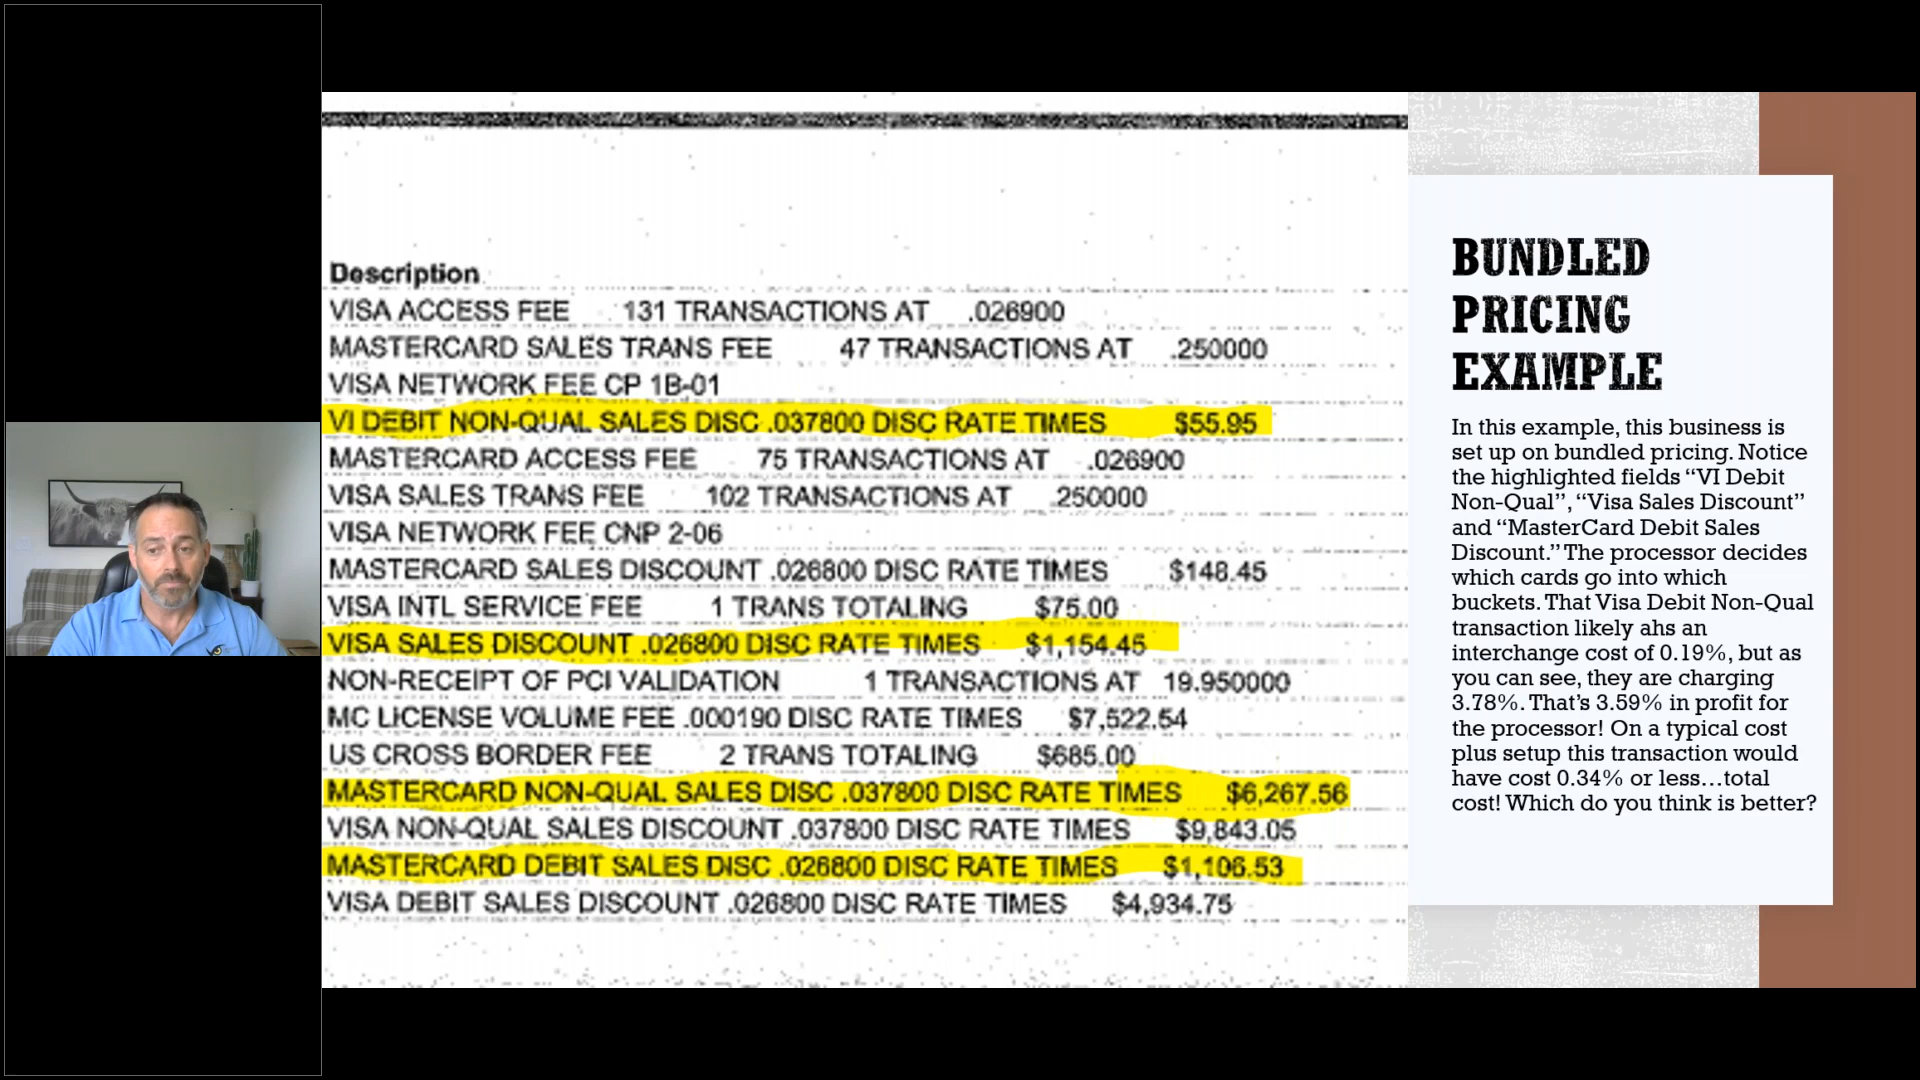 Description
VISA ACCESS FEE 131 TRANSACTIONS AT .026900
MASTERCARD SALES TRANS FEE 47 TRANSACTIONS AT .250000
VISA NETWORK FEE CP 1B-01
VI DEBIT NON-QUAL SALES DISC .037800 DISC RATE TIMES $55.95
MASTERCARD ACCESS FEE 75 TRANSACTIONS AT .026900
VISA SALES TRANS FEE 102 TRANSACTIONS AT .250000
VISA NETWORK FEE CNP 2-06
MASTERCARD SALES DISCOUNT .026800 DISC RATE TIMES $148.45
VISA INTL SERVICE FEE 1 TRANS TOTALING $75.00
VISA SALES DISCOUNT .026800 DISC RATE TIMES $1,154.45
NON-RECEIPT OF PCI VALIDATION 1 TRANSACTIONS AT 19.950000
MC LICENSE VOLUME FEE .000190 DISC RATE TIMES $7,522.54
US CROSS BORDER FEE 2 TRANS TOTALING $685.00
MASTERCARD NON-QUAL SALES DISC .037800 DISC RATE TIMES $6,267.56
VISA NON-QUAL SALES DISCOUNT .037800 DISC RATE TIMES $9,843.05
MASTERCARD DEBIT SALES DISC .026800 DISC RATE TIMES $1,106.53
VISA DEBIT SALES DISCOUNT .026800 DISC RATE TIMES $4,934.75
BUNDLED
PRICING
EXAMPLE
In this example, this business is
set up on bundled pricing. Notice
the highlighted fields “VI Debit
Non-Qual”, “Visa Sales Discount”
and “MasterCard Debit Sales
Discount.” The processor decides
which cards go into which
buckets. That Visa Debit Non-Qual
transaction likely ahs an
interchange cost of 0.19%, but as
you can see, they are charging
3.78%. That’s 3.59% in profit for
the processor! On a typical cost
plus setup this transaction would
have cost 0.34% or less…total
cost! Which do you think is better?